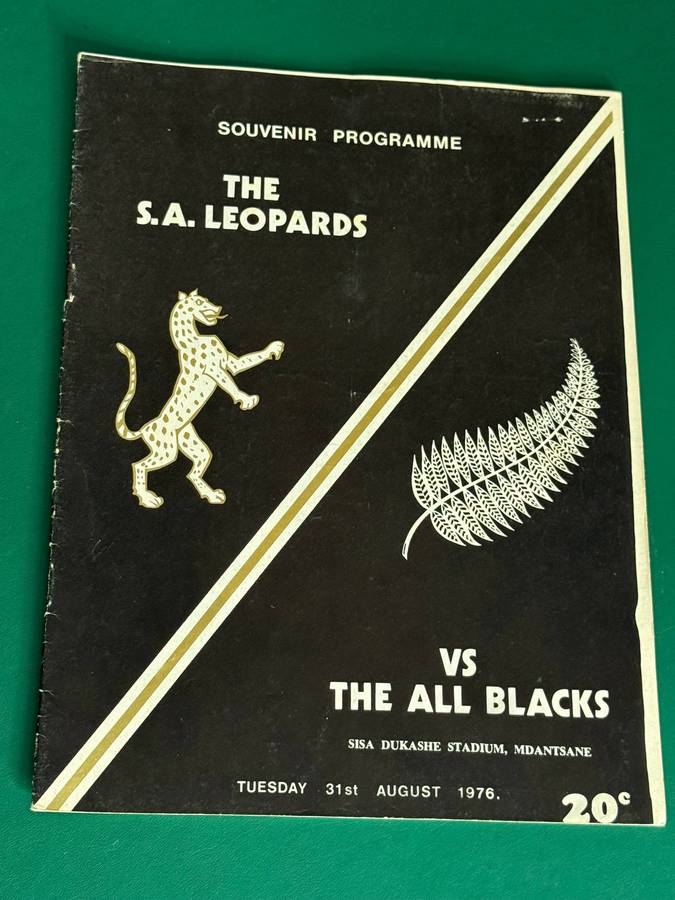 SOUVENIR PROGRAMME
THE
S.A. LEOPARDS
VS
THE ALL BLACKS
SISA DUKASHE STADIUM, MDANTSANE
TUESDAY 31st AUGUST 1976.
20c